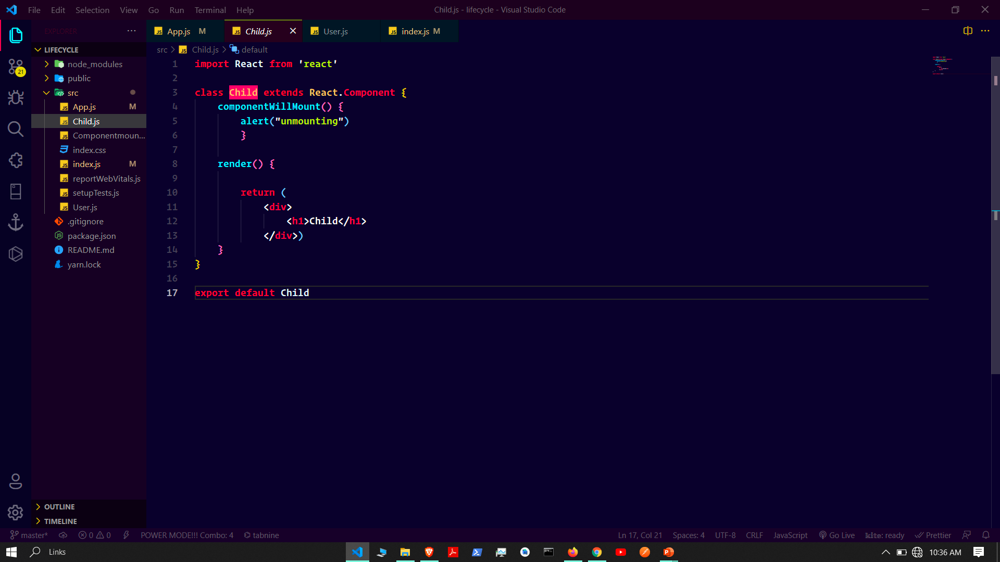 File Edit Selection View Go Run Terminal Help
Child.js - lifecycle - Visual Studio Code
EXPLORER
App.js M
Child.js
User.js
index.js M
LIFECYCLE
src > Child.js > default
node_modules
public
src
App.js M
Child.js
Componentmoun...
index.css
index.js M
reportWebVitals.js
setupTests.js
User.js
.gitignore
package.json
README.md
yarn.lock
OUTLINE
TIMELINE
21
1 import React from 'react'
2
3 class Child extends React.Component {
4 componentWillMount() {
5 alert("unmounting")
6 }
7
8 render() {
9
10 return (
11 <div>
12 <h1>Child</h1>
13 </div>)
14 }
15 }
16
17 export default Child
master* 0 0 POWER MODE!!! Combo: 4 tabnine
Ln 17, Col 21 Spaces: 4 UTF-8 CRLF JavaScript Go Live kite: ready Prettier
Links
10:36 AM